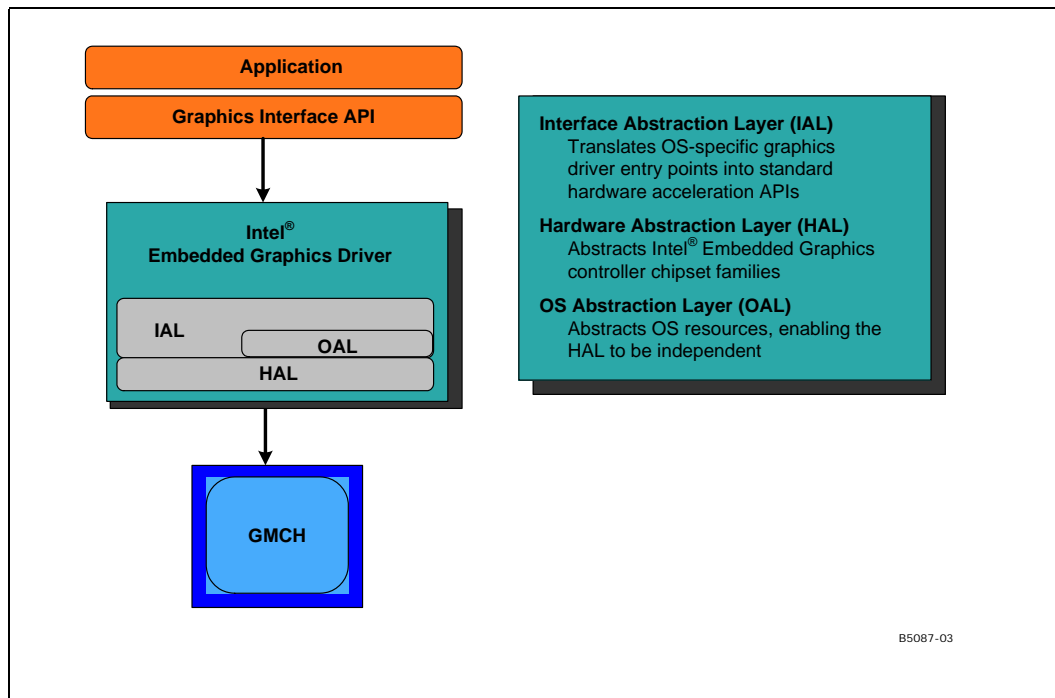 Application
Graphics Interface API
Intel®
Embedded Graphics Driver
IAL
OAL
HAL
GMCH
Interface Abstraction Layer (IAL)
Translates OS-specific graphics
driver entry points into standard
hardware acceleration APIs
Hardware Abstraction Layer (HAL)
Abstracts Intel® Embedded Graphics
controller chipset families
OS Abstraction Layer (OAL)
Abstracts OS resources, enabling the
HAL to be independent
B5087-03